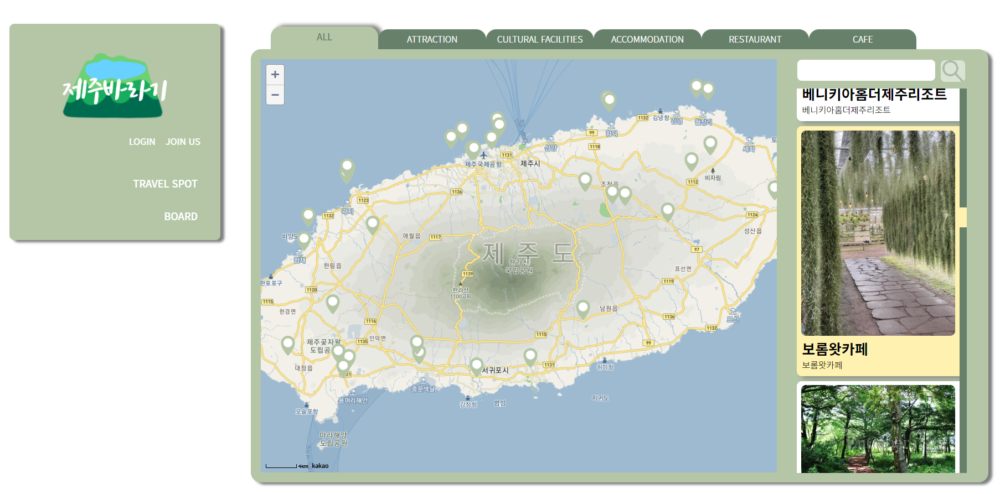 제주바라기
LOGIN JOIN US
TRAVEL SPOT
BOARD
ALL
ATTRACTION
CULTURAL FACILITIES
ACCOMMODATION
RESTAURANT
CAFE
+
−
1132
김녕항
김녕
월정리
99
함덕
삼양
1118
세화
토
1131
제주국제공항
제주시
비자림
조천읍
1112
1136
1123
곽지
1132
1124
비양도
애월읍
1117
성산읍
제 주 도
97
협재
한라산
국립공원
한림읍
표선면
1139
판포포구
1119
한라산
1100고지
1120
1115
한경면
남원읍
1136
표선
1116
1132
1115
안덕면
제주곶자왈
도립공
1135
99
대정읍
1131
서귀포시
위미항
21
중문색달
용머리해안
강정항
범섬
지귀도
모슬포항
마라해양
도립공원
4km kakao
베니키아홈더제주리조트
베니키아홈더제주리조트
보롬왓카페
보롬왓카페